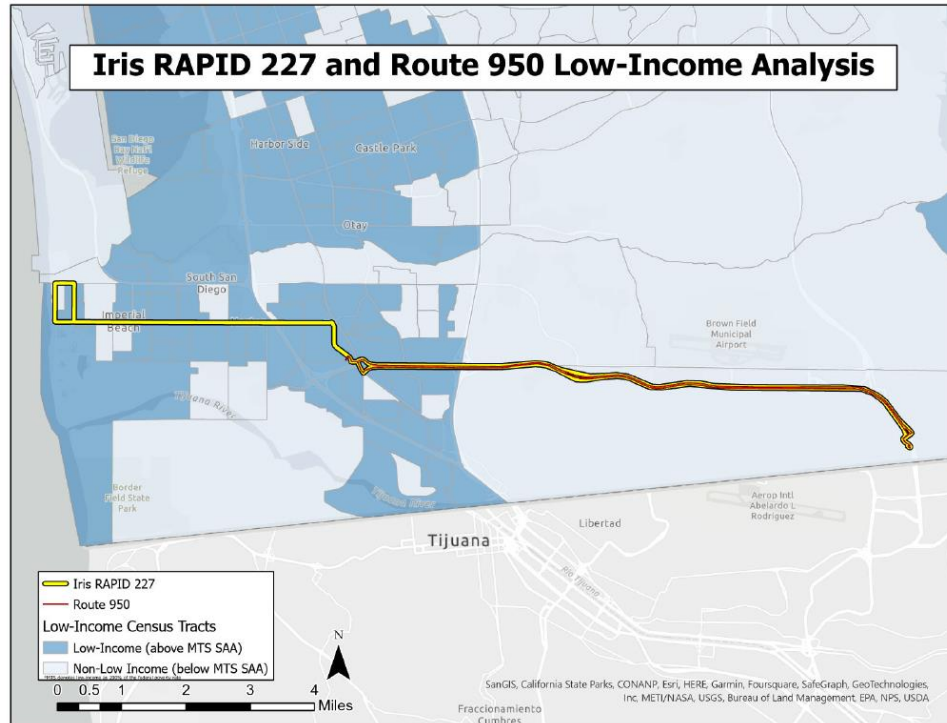 Iris RAPID 227 and Route 950 Low-Income Analysis
San Diego
Bay Nat'l
Wildlife
Refuge
Harbor Side
Castle Park
Otay
South San
Diego
Imperial
Beach
Brown Field
Municipal
Airport
Tijuana River
Border
Field State
Park
Tijuana River
Aerop Intl
Abelardo L
Rodriguez
Libertad
Tijuana
Rio Tijuana
Iris RAPID 227
Route 950
Low-Income Census Tracts
Low-Income (above MTS SAA)
Non-Low Income (below MTS SAA)
N
0 0.5 1 2 3 4
Miles
SanGIS, California State Parks, CONANP, Esri, HERE, Garmin, Foursquare, SafeGraph, GeoTechnologies,
Inc, METI/NASA, USGS, Bureau of Land Management, EPA, NPS, USDA
Fraccionamiento
Cumbres